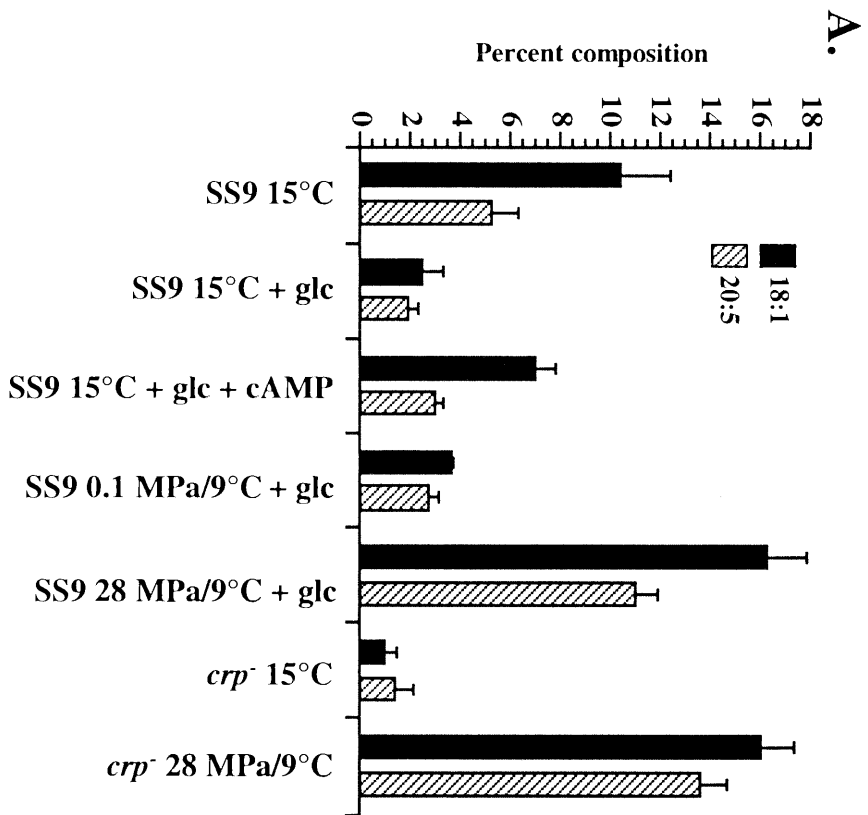 A.
Percent composition
0 2 4 6 8 10 12 14 16 18
18:1
20:5
SS9 15°C
SS9 15°C + glc
SS9 15°C + glc + cAMP
SS9 0.1 MPa/9°C + glc
SS9 28 MPa/9°C + glc
crp- 15°C
crp- 28 MPa/9°C